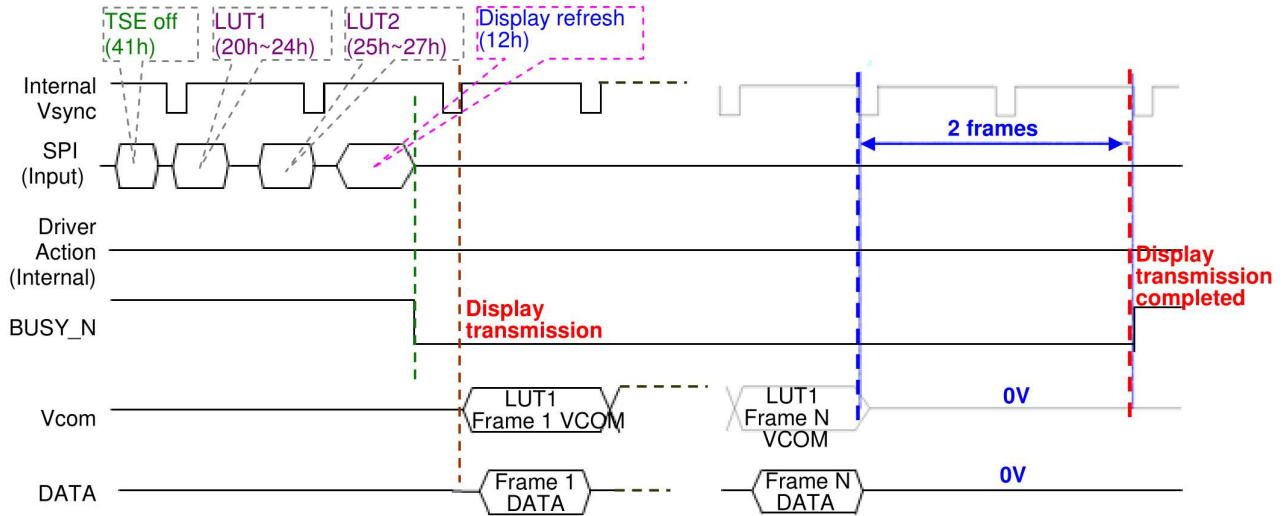 TSE off
(41h)
LUT1
(20h~24h)
LUT2
(25h~27h)
Display refresh
(12h)
Internal
Vsync
2 frames
SPI
(Input)
Driver
Action
(Internal)
Display
transmission
completed
BUSY_N
Display
transmission
Vcom
LUT1
Frame 1 VCOM
LUT1
Frame N
VCOM
0V
DATA
Frame 1
DATA
Frame N
DATA
0V